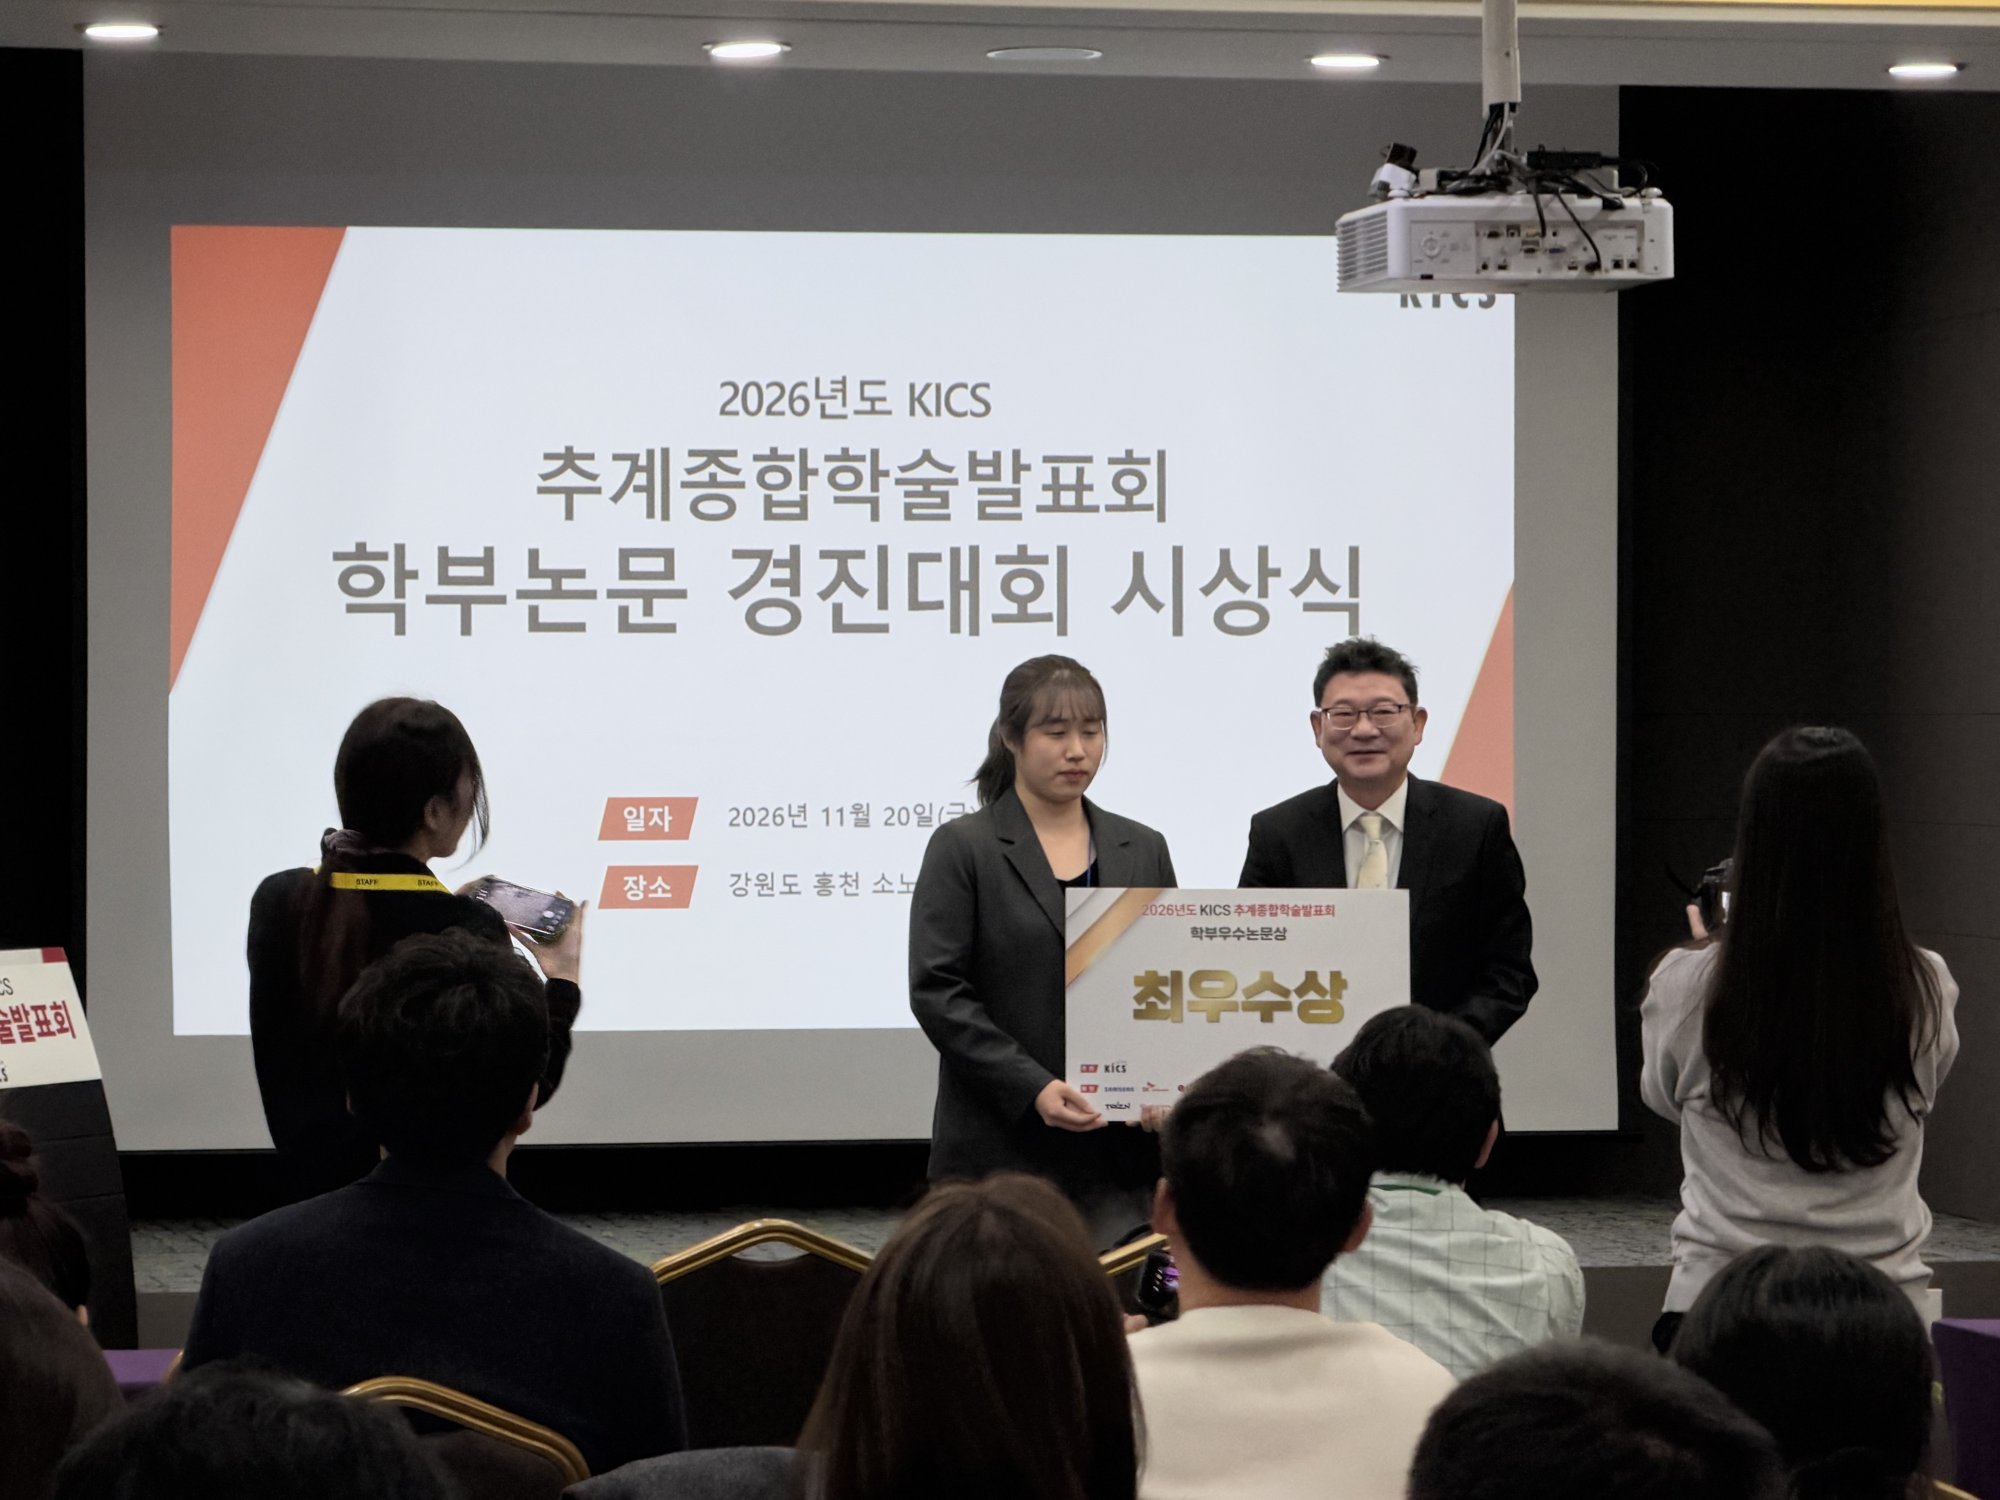 KICS
2026년도 KICS
추계종합학술발표회
학부논문 경진대회 시상식
일자 2026년 11월 20일(금)
장소 강원도 홍천 소노
STAFF STAFF
2026년도 KICS 추계종합학술발표회
학부우수논문상
최우수상
KICS
SAMSUNG SK
술발표회